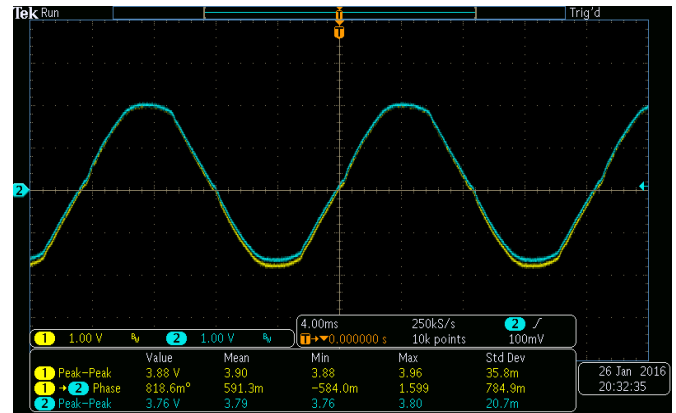 Tek Run Trig'd
T
T
2
1 1.00 V BW 2 1.00 V BW
4.00ms 250kS/s 2 /
T→▼0.000000 s 10k points 100mV
Value Mean Min Max Std Dev
1 Peak–Peak 3.88 V 3.90 3.88 3.96 35.8m
1 → 2 Phase 818.6m° 591.3m −584.0m 1.599 784.9m
2 Peak–Peak 3.76 V 3.79 3.76 3.80 20.7m
26 Jan 2016
20:32:35